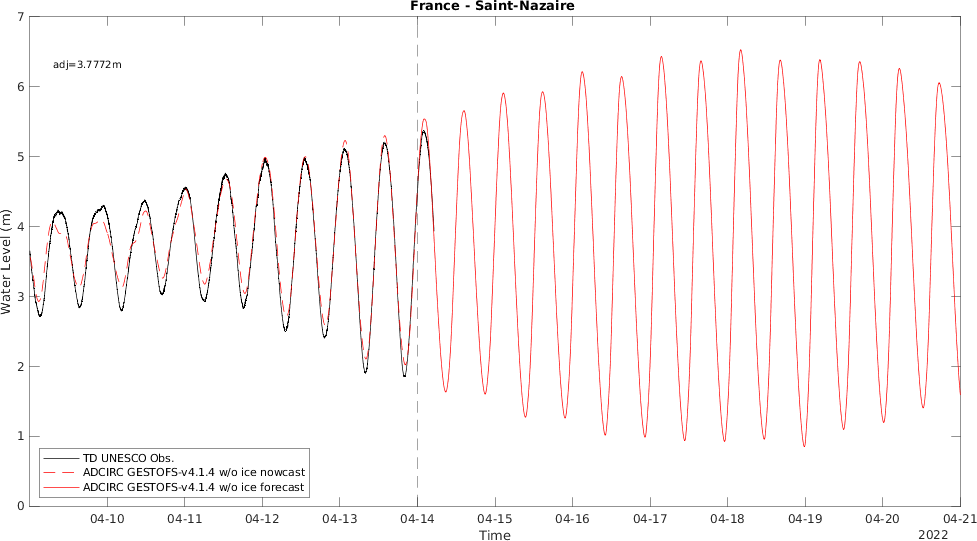 France - Saint-Nazaire
adj=3.7772m
Water Level (m)
7
6
5
4
3
2
1
0
TD UNESCO Obs.
ADCIRC GESTOFS-v4.1.4 w/o ice nowcast
ADCIRC GESTOFS-v4.1.4 w/o ice forecast
04-10 04-11 04-12 04-13 04-14 04-15 04-16 04-17 04-18 04-19 04-20 04-21
Time
2022